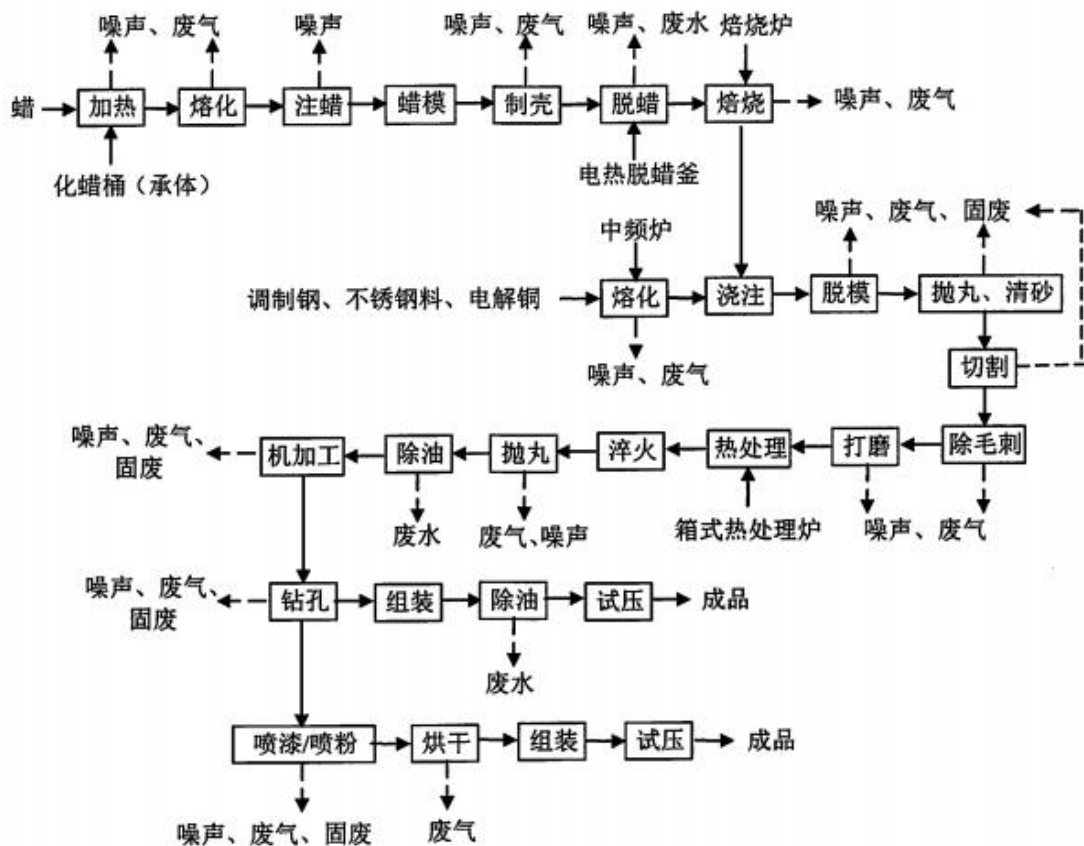 噪声、废气 噪声 噪声、废气 噪声、废水 焙烧炉
蜡 加热 熔化 注蜡 蜡模 制壳 脱蜡 焙烧 噪声、废气
化蜡桶（承体） 电热脱蜡釜
噪声、废气、固废
中频炉
调制钢、不锈钢料、电解铜 熔化 浇注 脱模 抛丸、清砂
噪声、废气 切割
噪声、废气、
固废
机加工 除油 抛丸 淬火 热处理 打磨 除毛刺
废水 废气、噪声 箱式热处理炉 噪声、废气
噪声、废气、
固废
钻孔 组装 除油 试压 成品
废水
喷漆/喷粉 烘干 组装 试压 成品
噪声、废气、固废 废气